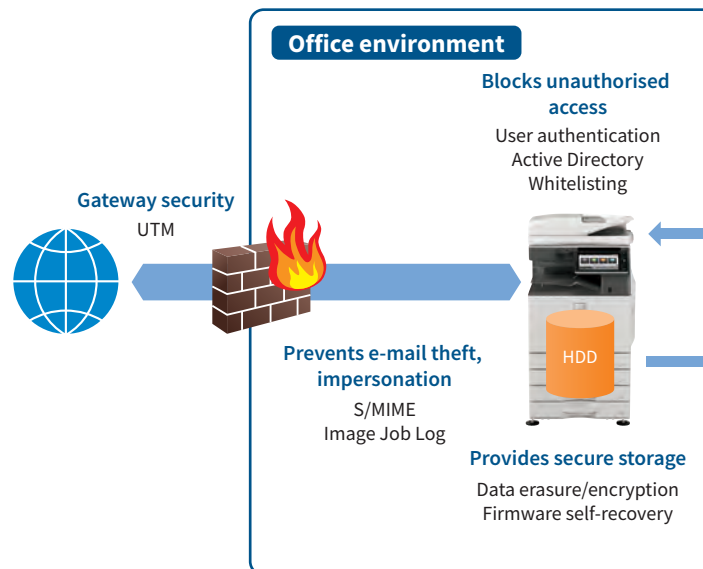 Office environment
Blocks unauthorised
access
User authentication
Active Directory
Whitelisting
Gateway security
UTM
HDD
Prevents e-mail theft,
impersonation
S/MIME
Image Job Log
Provides secure storage
Data erasure/encryption
Firmware self-recovery